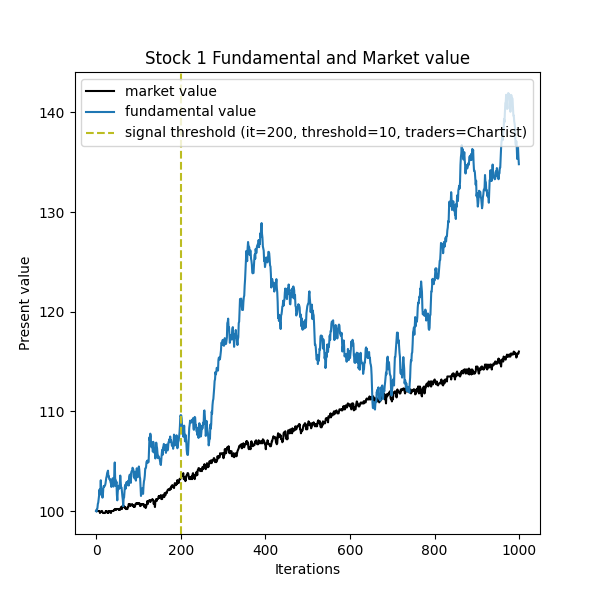 Stock 1 Fundamental and Market value
market value
fundamental value
signal threshold (it=200, threshold=10, traders=Chartist)
140
130
120
110
100
Present value
0 200 400 600 800 1000
Iterations